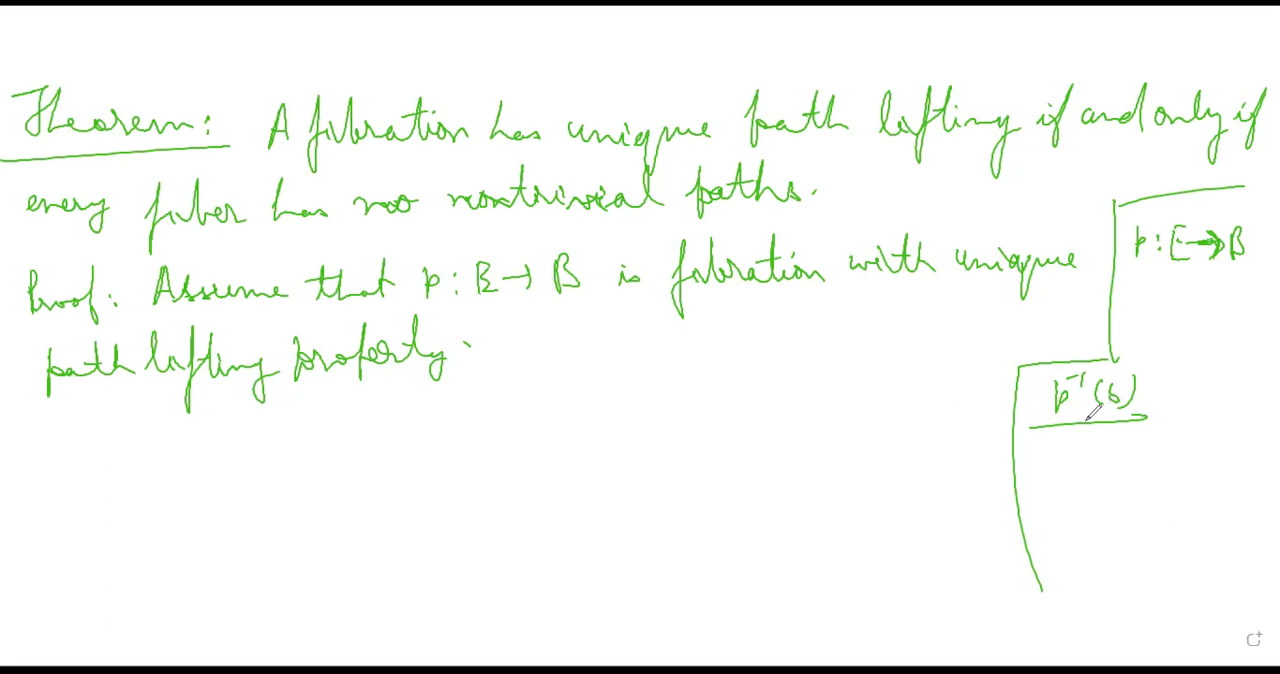 Theorem: A fibration has unique path lifting if and only if
every fiber has no nontrivial paths.
Proof: Assume that p : E → B is fibration with unique
path lifting property.
p : E → B
p⁻¹(b)